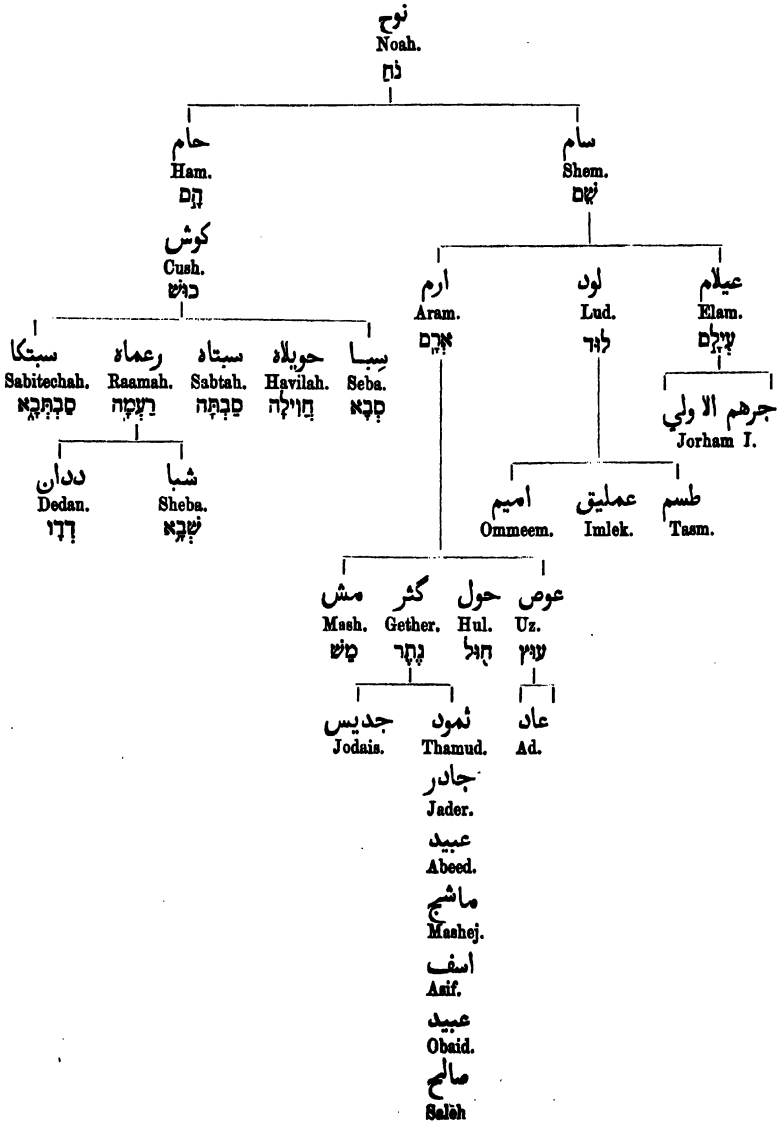 نوح
Noah.
נֹחַ
حام سام
Ham. Shem.
הָם שֵׁם
كوش
Cush.
כּוּשׁ
ارم لود عيلام
Aram. Lud. Elam.
אְרָם לוּד עְילָם
سبتكا رعماه سبتاه حويلاه سِبا
Sabitechah. Raamah. Sabtah. Havilah. Seba.
סַבְתְּכָא רַעְמָה סַבְתָּה חֲוִילָה סְבָא
جرهم الاولي
Jorham I.
ددان شبا
Dedan. Sheba.
דְדָו שְׁבָא
اميم عمليق طسم
Ommeem. Imlek. Tasm.
مش گثر حول عوص
Mash. Gether. Hul. Uz.
מַשׁ נֶתֶר חוּל עוּץ
جديس ثمود عاد
Jodais. Thamud. Ad.
جادر
Jader.
عبيد
Abeed.
ماشج
Mashej.
اسف
Asif.
عبيد
Obaid.
صالح
Salèh